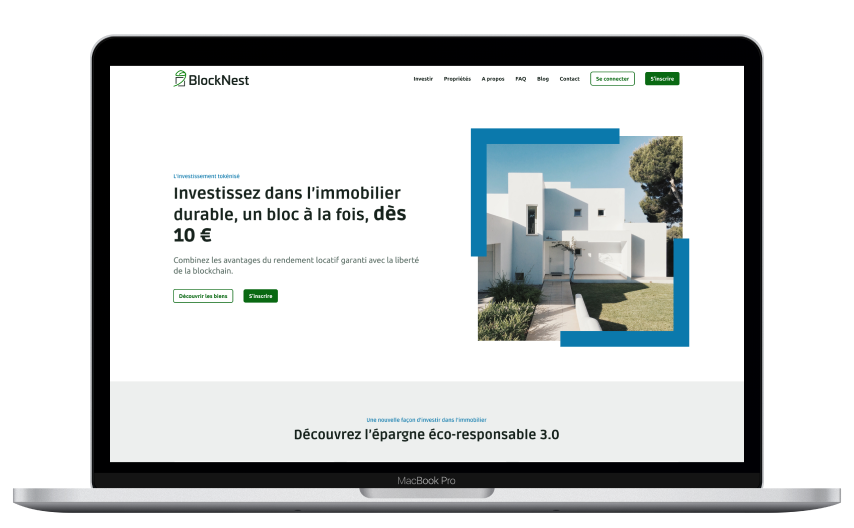 BlockNest
Investir Propriétés A propos FAQ Blog Contact Se connecter S'inscrire
L'investissement tokénisé
Investissez dans l'immobilier
durable, un bloc à la fois, dès
10 €
Combinez les avantages du rendement locatif garanti avec la liberté
de la blockchain.
Découvrir les biens S'inscrire
Une nouvelle façon d'investir dans l'immobilier
Découvrez l'épargne éco-responsable 3.0
MacBook Pro